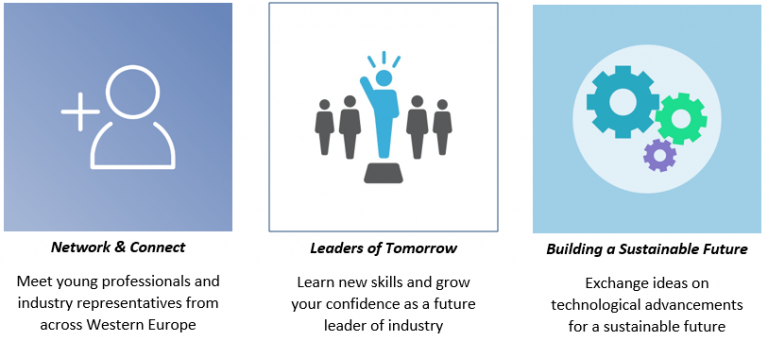 Network & Connect
Meet young professionals and
industry representatives from
across Western Europe
Leaders of Tomorrow
Learn new skills and grow
your confidence as a future
leader of industry
Building a Sustainable Future
Exchange ideas on
technological advancements
for a sustainable future